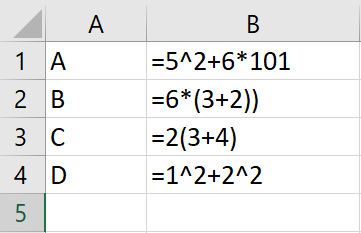 A B
1 A =5^2+6*101
2 B =6*(3+2))
3 C =2(3+4)
4 D =1^2+2^2
5